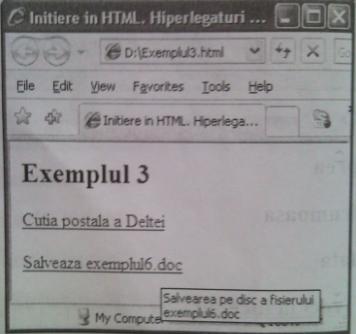 Initiere in HTML. Hiperlegaturi ...
D:\Exemplul3.html
File Edit View Favorites Tools Help
Initiere in HTML. Hiperlega...
Exemplul 3
Cutia postala a Deltei
Salveaza exemplul6.doc
Salvearea pe disc a fisierului
exemplul6.doc
My Compute